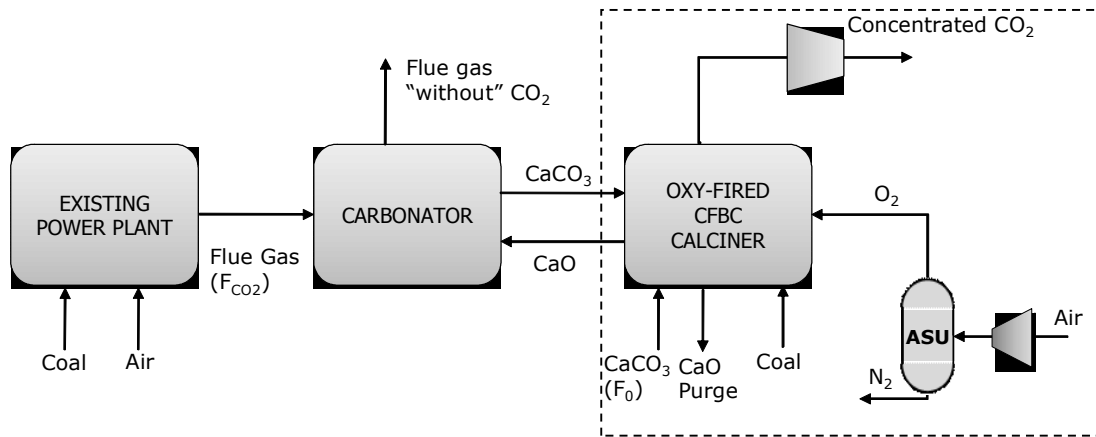 Concentrated CO₂
Flue gas
“without” CO₂
EXISTING
POWER PLANT
CARBONATOR
CaCO₃
CaO
OXY-FIRED
CFBC
CALCINER
O₂
Flue Gas
(F_CO2)
Coal
Air
CaCO₃
(F₀)
CaO
Purge
Coal
ASU
Air
N₂